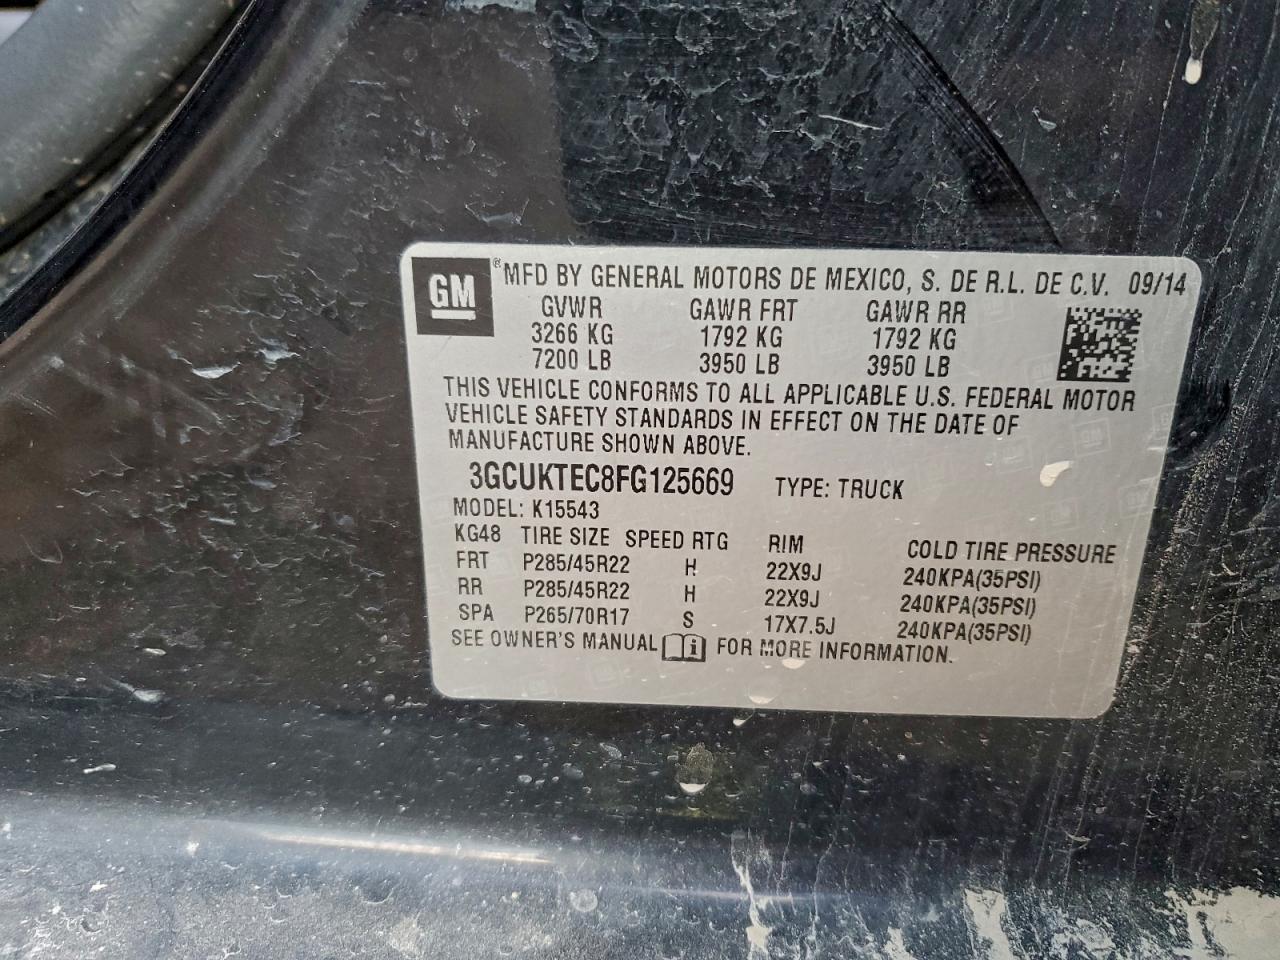 GM ® MFD BY GENERAL MOTORS DE MEXICO, S. DE R.L. DE C.V. 09/14
GVWR GAWR FRT GAWR RR
3266 KG 1792 KG 1792 KG
7200 LB 3950 LB 3950 LB
THIS VEHICLE CONFORMS TO ALL APPLICABLE U.S. FEDERAL MOTOR
VEHICLE SAFETY STANDARDS IN EFFECT ON THE DATE OF
MANUFACTURE SHOWN ABOVE.
3GCUKTEC8FG125669 TYPE: TRUCK
MODEL: K15543
KG48 TIRE SIZE SPEED RTG RIM COLD TIRE PRESSURE
FRT P285/45R22 H 22X9J 240KPA(35PSI)
RR P285/45R22 H 22X9J 240KPA(35PSI)
SPA P265/70R17 S 17X7.5J 240KPA(35PSI)
SEE OWNER'S MANUAL i FOR MORE INFORMATION.